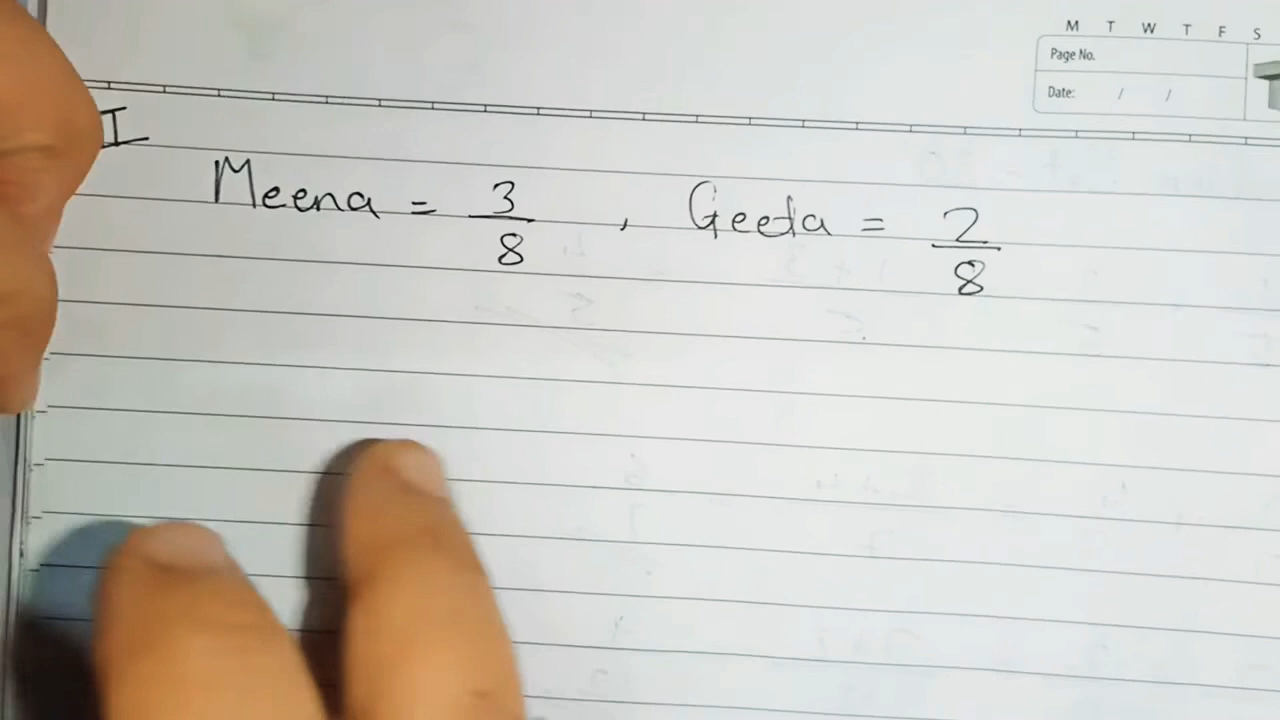 M T W T F S
Page No.
Date: / /
I
Meena = 3/8 , Geeta = 2/8